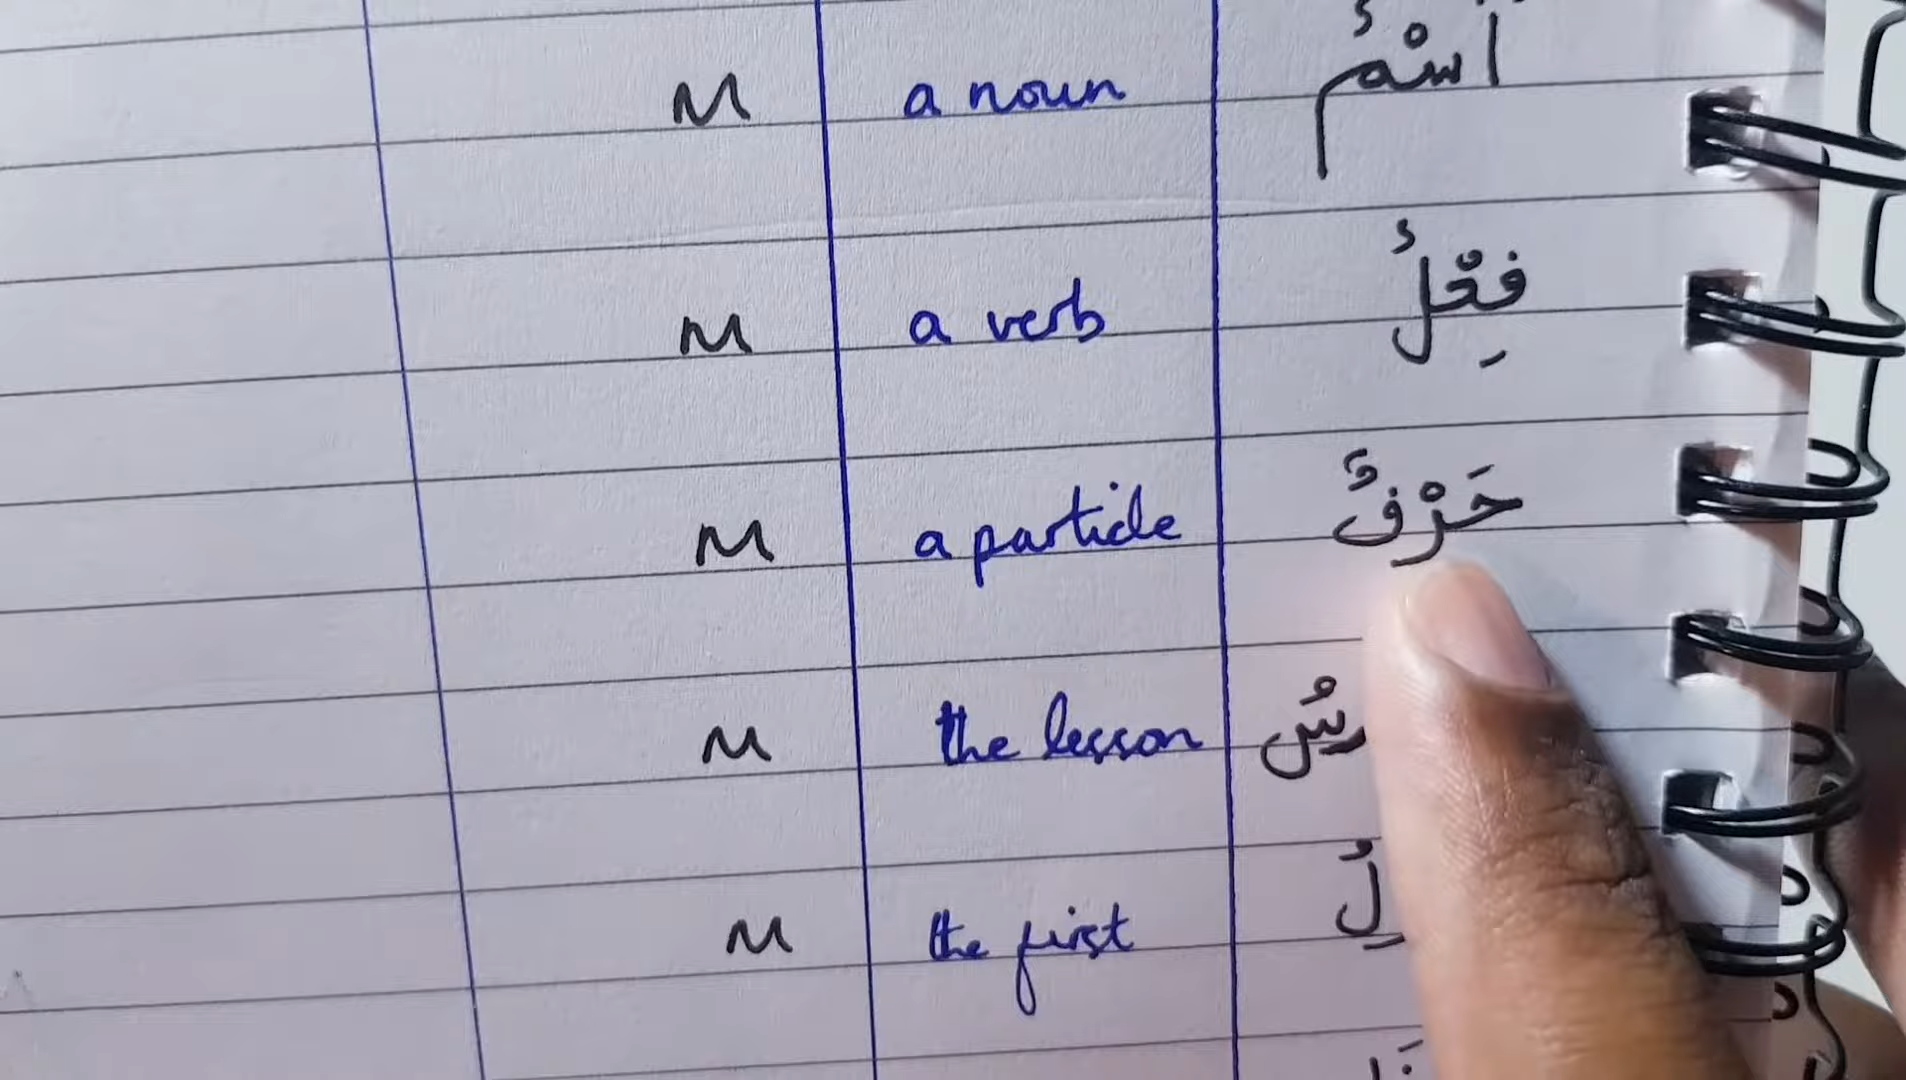 اَسْمٌ a noun M
فِعْلٌ a verb M
حَرْفٌ a particle M
the lesson M
the first M